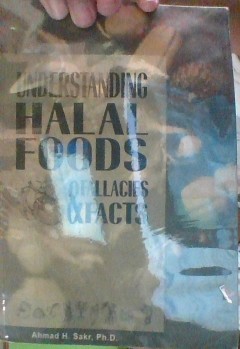 UNDERSTANDING
HALAL
FOODS
FALLACIES
&FACTS
Ahmad H. Sakr, Ph.D.